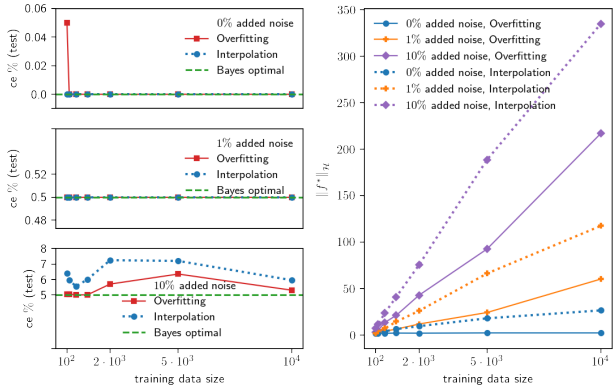 0.06
0.04
0.02
0.0
ce % (test)
0% added noise
Overfitting
Interpolation
Bayes optimal
0.52
0.5
0.48
ce % (test)
1% added noise
Overfitting
Interpolation
Bayes optimal
8
7
6
5
ce % (test)
10% added noise
Overfitting
Interpolation
Bayes optimal
10² 2 · 10³ 5 · 10³ 10⁴
training data size
350
300
250
200
150
100
50
0
‖f*‖_ℋ
0% added noise, Overfitting
1% added noise, Overfitting
10% added noise, Overfitting
0% added noise, Interpolation
1% added noise, Interpolation
10% added noise, Interpolation
10² 2 · 10³ 5 · 10³ 10⁴
training data size